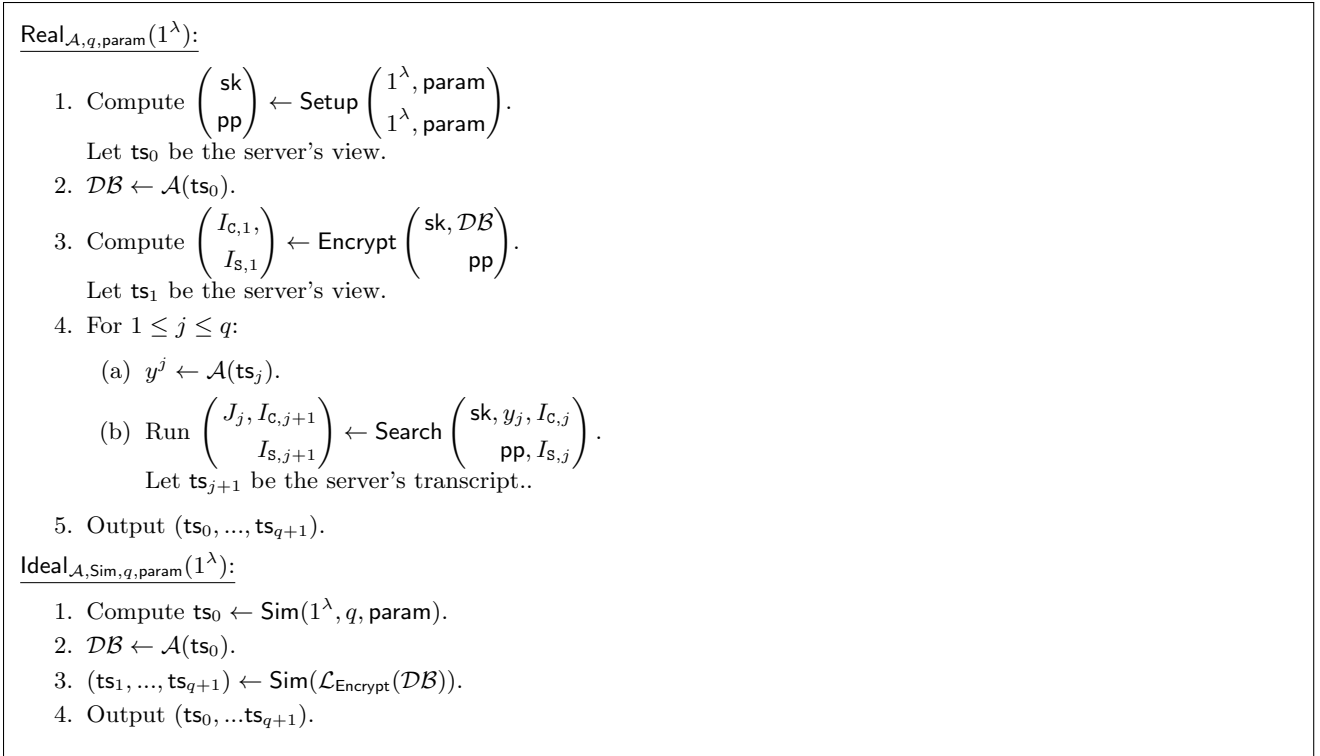 Real_{𝒜,q,param}(1^λ):
1. Compute (sk pp) ← Setup (1^λ, param 1^λ, param).
Let ts_0 be the server's view.
2. 𝒟ℬ ← 𝒜(ts_0).
3. Compute (I_{C,1}, I_{S,1}) ← Encrypt (sk, 𝒟ℬ pp).
Let ts_1 be the server's view.
4. For 1 ≤ j ≤ q:
(a) y^j ← 𝒜(ts_j).
(b) Run (J_j, I_{C,j+1} I_{S,j+1}) ← Search (sk, y_j, I_{C,j} pp, I_{S,j}).
Let ts_{j+1} be the server's transcript..
5. Output (ts_0, ..., ts_{q+1}).
Ideal_{𝒜,Sim,q,param}(1^λ):
1. Compute ts_0 ← Sim(1^λ, q, param).
2. 𝒟ℬ ← 𝒜(ts_0).
3. (ts_1, ..., ts_{q+1}) ← Sim(ℒ_Encrypt(𝒟ℬ)).
4. Output (ts_0, ...ts_{q+1}).